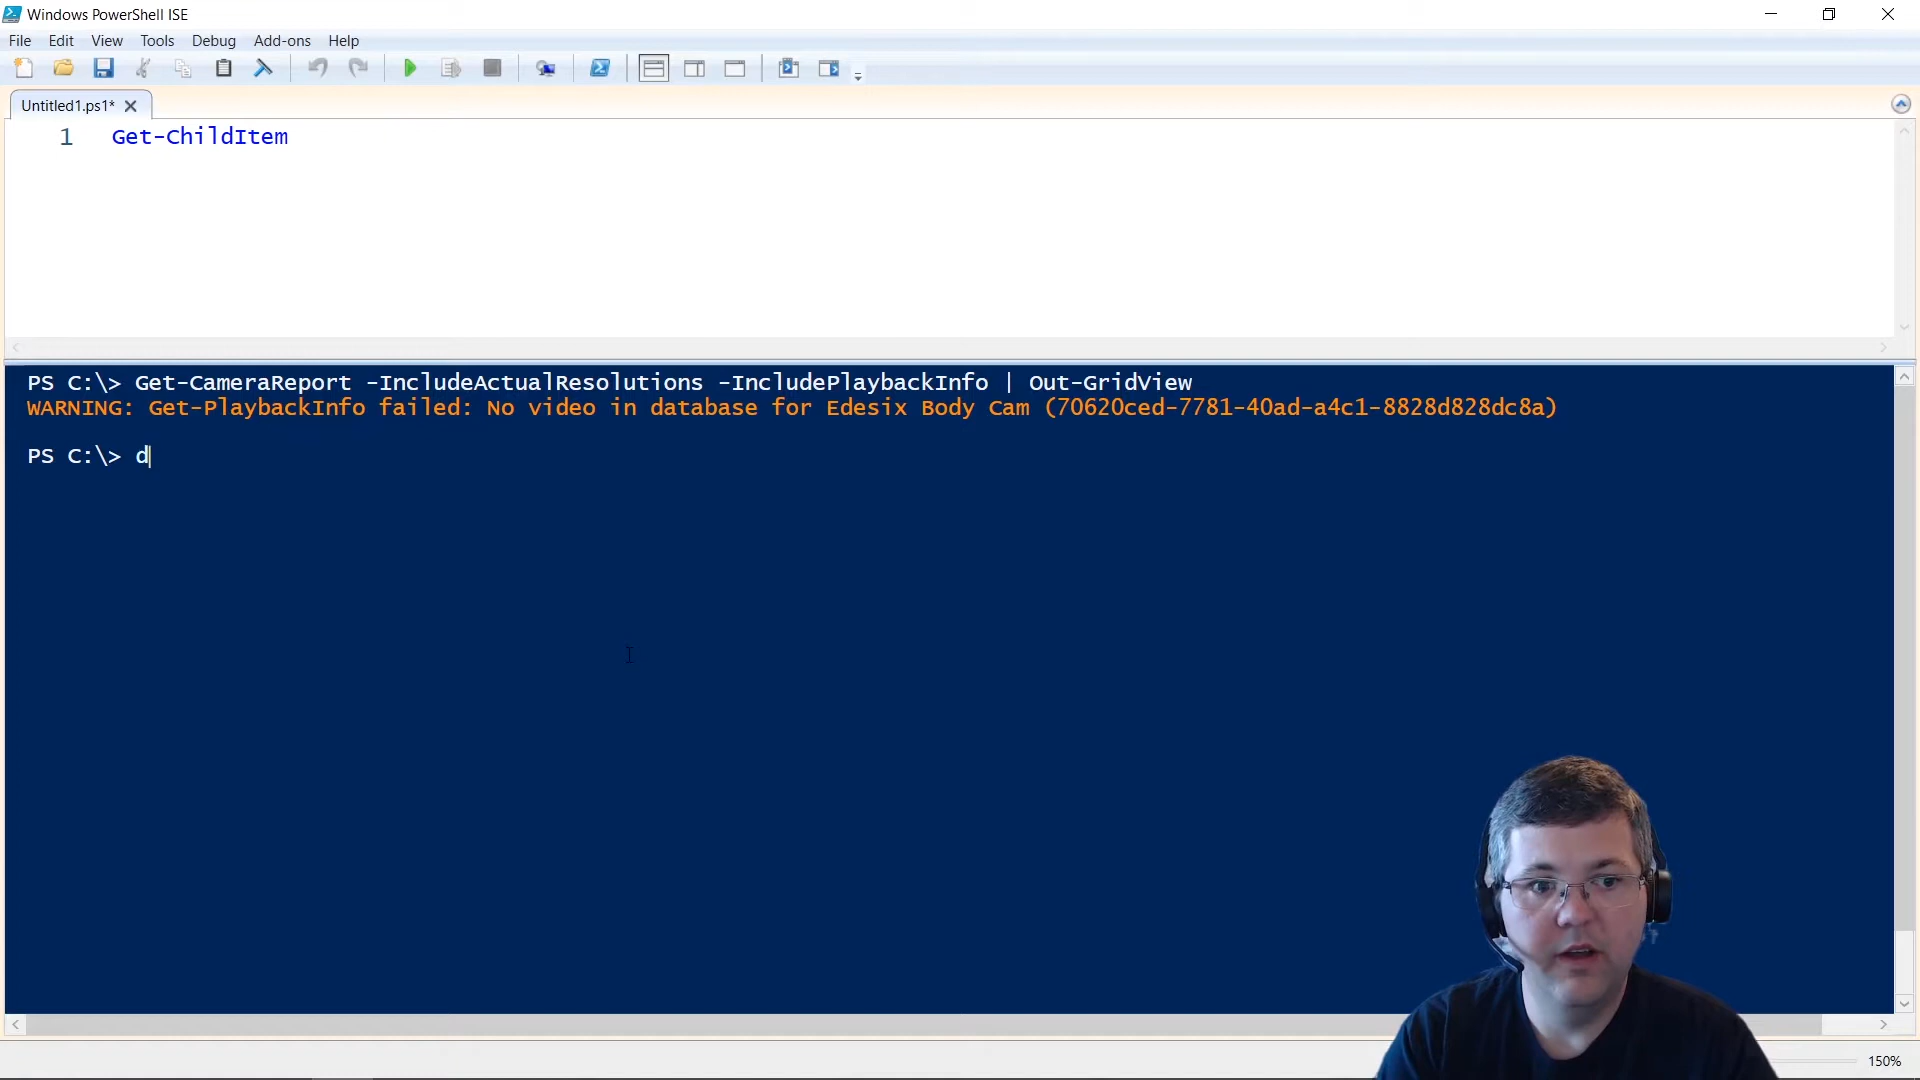 Windows PowerShell ISE
File Edit View Tools Debug Add-ons Help
Untitled1.ps1*
1 Get-ChildItem
PS C:\> Get-CameraReport -IncludeActualResolutions -IncludePlaybackInfo | Out-GridView
WARNING: Get-PlaybackInfo failed: No video in database for Edesix Body Cam (70620ced-7781-40ad-a4c1-8828d828dc8a)
PS C:\> d
150%